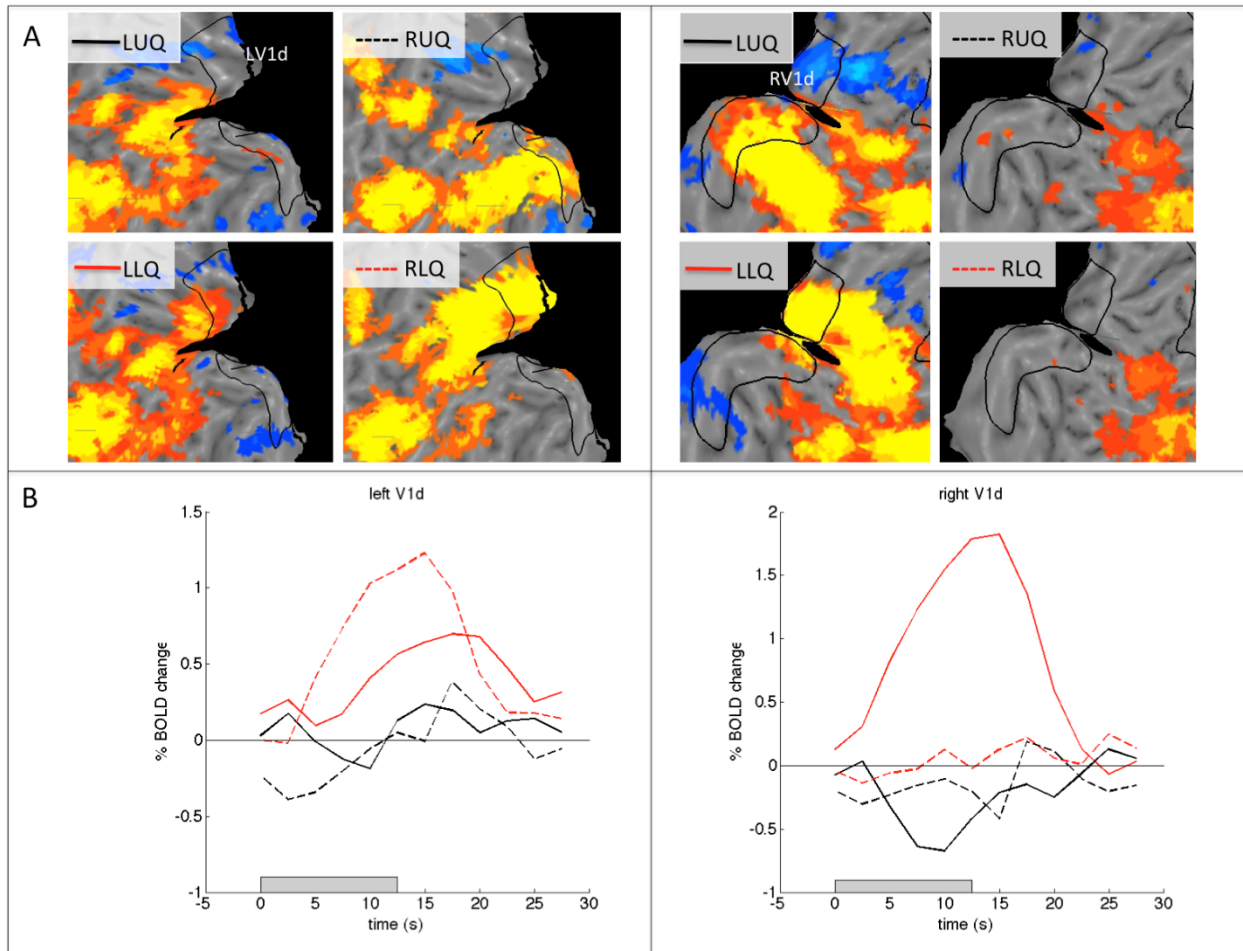 A
LUQ
LV1d
RUQ
LUQ
RV1d
RUQ
LLQ
RLQ
LLQ
RLQ
B
left V1d
1.5
1
0.5
0
-0.5
-1
% BOLD change
-5 0 5 10 15 20 25 30
time (s)
right V1d
2
1.5
1
0.5
0
-0.5
-1
% BOLD change
-5 0 5 10 15 20 25 30
time (s)